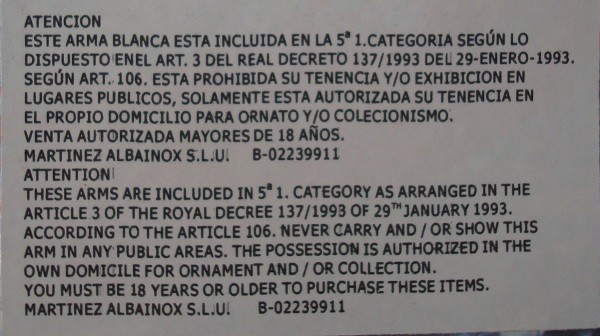 ATENCION
ESTE ARMA BLANCA ESTA INCLUIDA EN LA 5ª 1.CATEGORIA SEGÚN LO
DISPUESTO ENEL ART. 3 DEL REAL DECRETO 137/1993 DEL 29-ENERO-1993.
SEGÚN ART. 106. ESTA PROHIBIDA SU TENENCIA Y/O EXHIBICION EN
LUGARES PUBLICOS, SOLAMENTE ESTA AUTORIZADA SU TENENCIA EN
EL PROPIO DOMICILIO PARA ORNATO Y/O COLECIONISMO.
VENTA AUTORIZADA MAYORES DE 18 AÑOS.
MARTINEZ ALBAINOX S.L.U. B-02239911
ATTENTION
THESE ARMS ARE INCLUDED IN 5ª 1. CATEGORY AS ARRANGED IN THE
ARTICLE 3 OF THE ROYAL DECREE 137/1993 OF 29TH JANUARY 1993.
ACCORDING TO THE ARTICLE 106. NEVER CARRY AND / OR SHOW THIS
ARM IN ANY PUBLIC AREAS. THE POSSESSION IS AUTHORIZED IN THE
OWN DOMICILE FOR ORNAMENT AND / OR COLLECTION.
YOU MUST BE 18 YEARS OR OLDER TO PURCHASE THESE ITEMS.
MARTINEZ ALBAINOX S.L.U. B-02239911